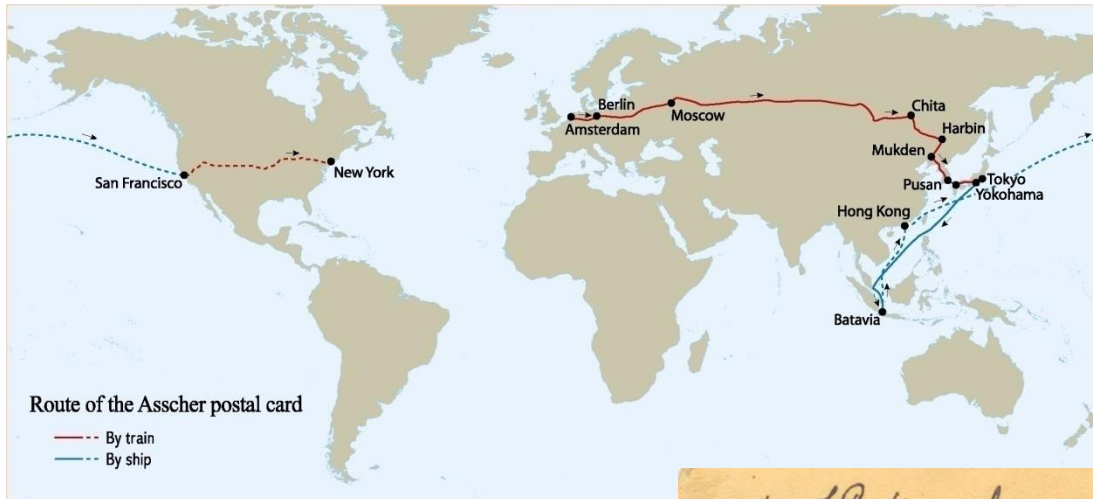 Berlin
Amsterdam
Moscow
Chita
Harbin
Mukden
Pusan
Tokyo
Yokohama
Hong Kong
San Francisco
New York
Batavia
Route of the Asscher postal card
By train
By ship